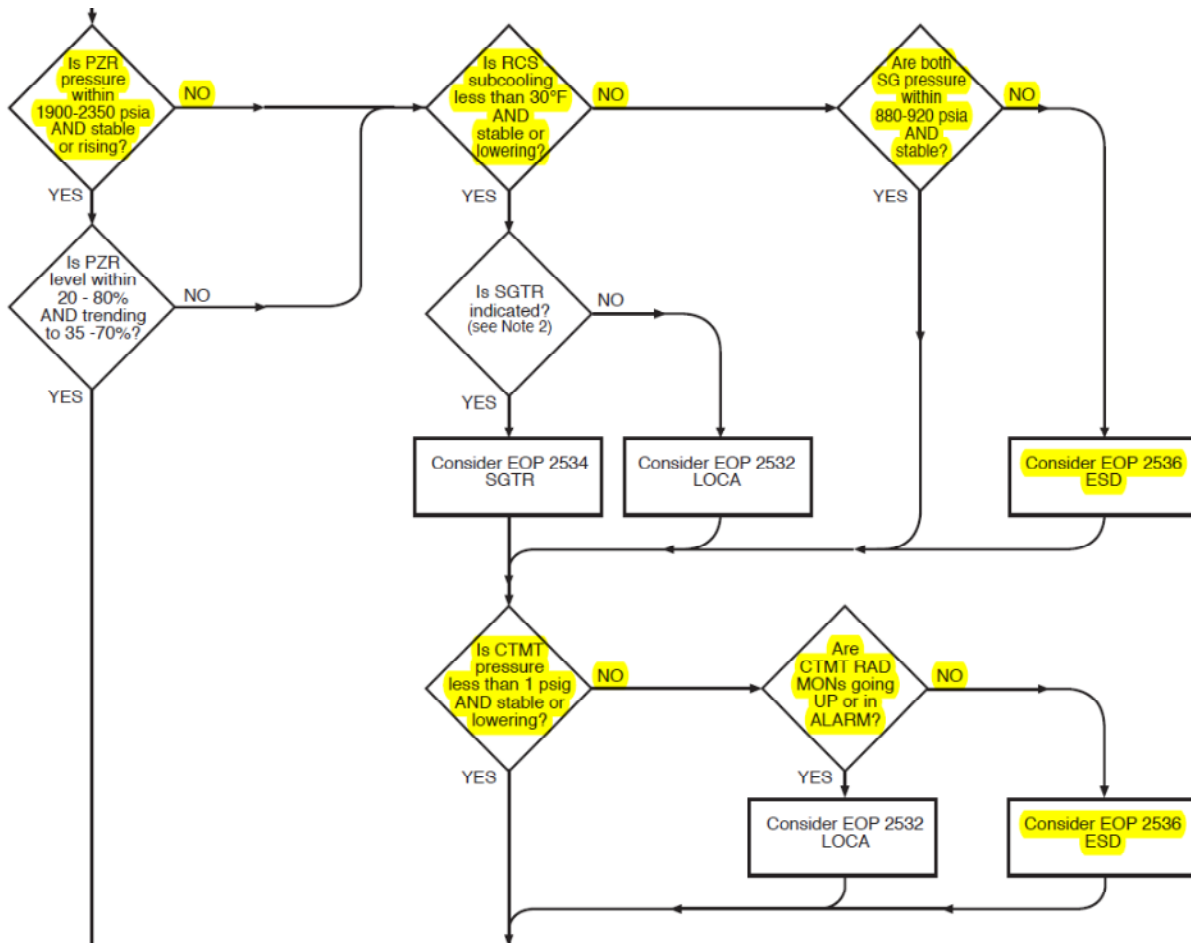 Is PZR
pressure
within
1900-2350 psia
AND stable
or rising?
NO
YES
Is RCS
subcooling
less than 30°F
AND
stable or
lowering?
NO
YES
Are both
SG pressure
within
880-920 psia
AND
stable?
NO
YES
Is PZR
level within
20 - 80%
AND trending
to 35 -70%?
NO
YES
Is SGTR
indicated?
(see Note 2)
NO
YES
Consider EOP 2534
SGTR
Consider EOP 2532
LOCA
Consider EOP 2536
ESD
Is CTMT
pressure
less than 1 psig
AND stable or
lowering?
NO
YES
Are
CTMT RAD
MONs going
UP or in
ALARM?
NO
YES
Consider EOP 2532
LOCA
Consider EOP 2536
ESD